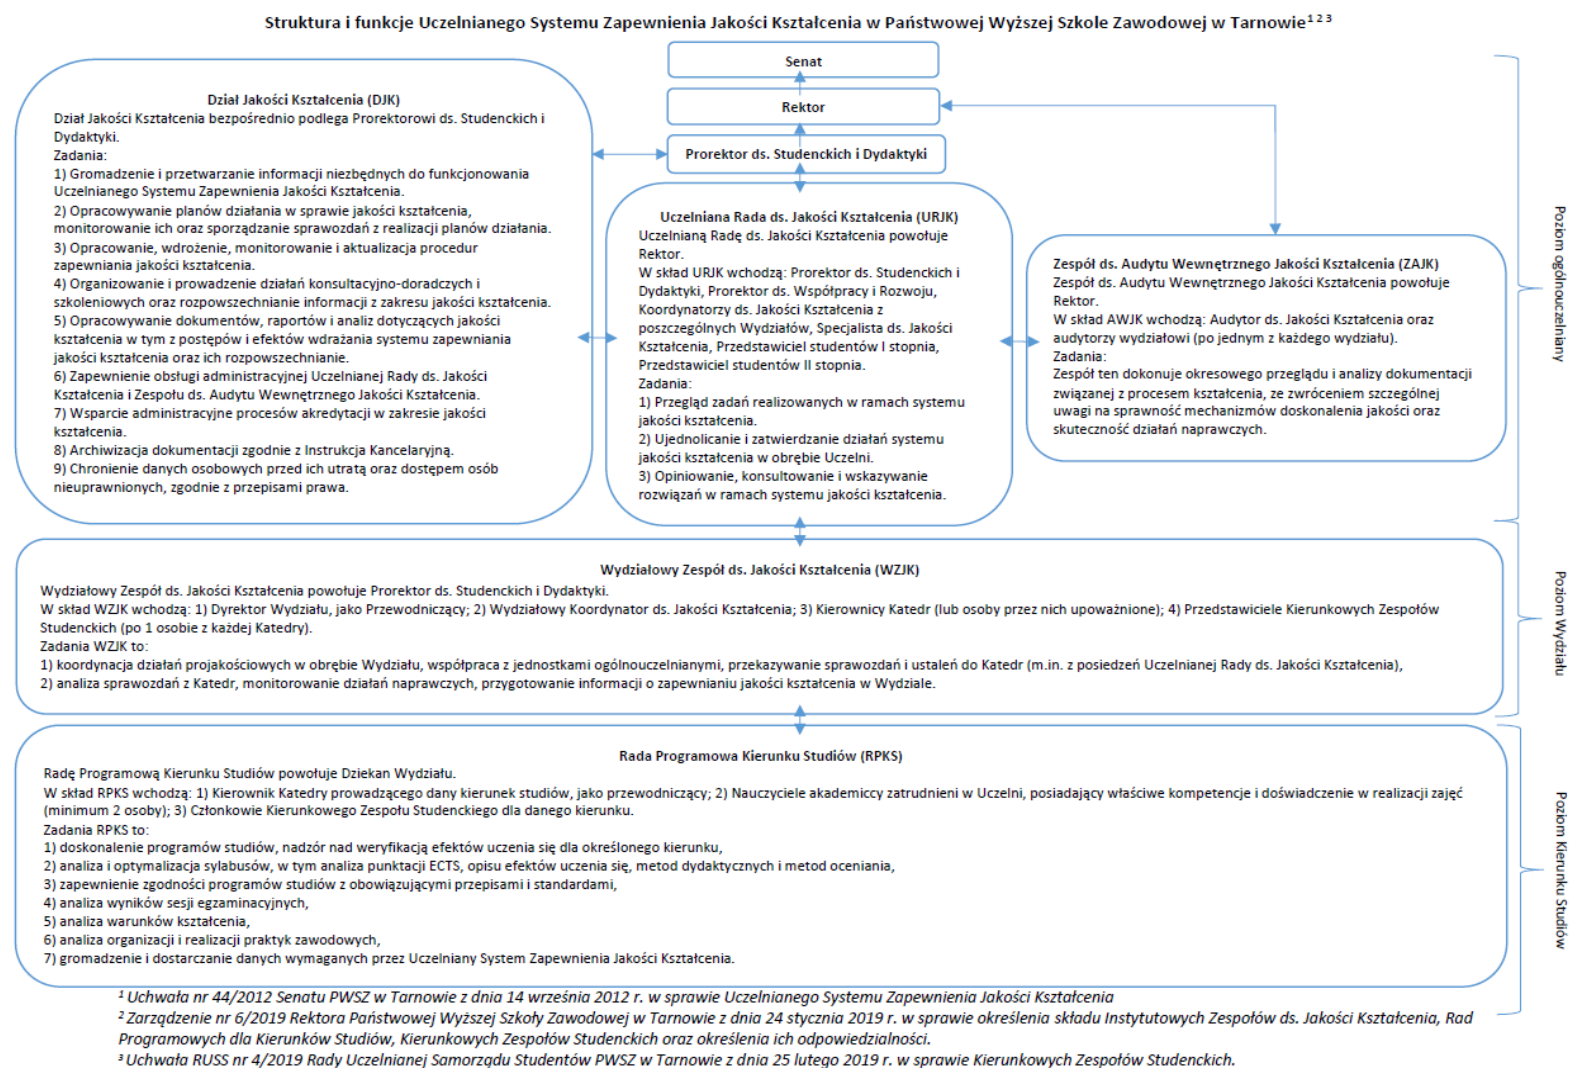 Struktura i funkcje Uczelnianego Systemu Zapewnienia Jakości Kształcenia w Państwowej Wyższej Szkole Zawodowej w Tarnowie¹ ² ³
Senat
Rektor
Prorektor ds. Studenckich i Dydaktyki
Dział Jakości Kształcenia (DJK)
Dział Jakości Kształcenia bezpośrednio podlega Prorektorowi ds. Studenckich i
Dydaktyki.
Zadania:
1) Gromadzenie i przetwarzanie informacji niezbędnych do funkcjonowania
Uczelnianego Systemu Zapewnienia Jakości Kształcenia.
2) Opracowywanie planów działania w sprawie jakości kształcenia,
monitorowanie ich oraz sporządzanie sprawozdań z realizacji planów działania.
3) Opracowanie, wdrożenie, monitorowanie i aktualizacja procedur
zapewniania jakości kształcenia.
4) Organizowanie i prowadzenie działań konsultacyjno-doradczych i
szkoleniowych oraz rozpowszechnianie informacji z zakresu jakości kształcenia.
5) Opracowywanie dokumentów, raportów i analiz dotyczących jakości
kształcenia w tym z postępów i efektów wdrażania systemu zapewniania
jakości kształcenia oraz ich rozpowszechnianie.
6) Zapewnienie obsługi administracyjnej Uczelnianej Rady ds. Jakości
Kształcenia i Zespołu ds. Audytu Wewnętrznego Jakości Kształcenia.
7) Wsparcie administracyjne procesów akredytacji w zakresie jakości
kształcenia.
8) Archiwizacja dokumentacji zgodnie z Instrukcja Kancelaryjną.
9) Chronienie danych osobowych przed ich utratą oraz dostępem osób
nieuprawnionych, zgodnie z przepisami prawa.
Uczelniana Rada ds. Jakości Kształcenia (URJK)
Uczelnianą Radę ds. Jakości Kształcenia powołuje
Rektor.
W skład URJK wchodzą: Prorektor ds. Studenckich i
Dydaktyki, Prorektor ds. Współpracy i Rozwoju,
Koordynatorzy ds. Jakości Kształcenia z
poszczególnych Wydziałów, Specjalista ds. Jakości
Kształcenia, Przedstawiciel studentów I stopnia,
Przedstawiciel studentów II stopnia.
Zadania:
1) Przegląd zadań realizowanych w ramach systemu
jakości kształcenia.
2) Ujednolicanie i zatwierdzanie działań systemu
jakości kształcenia w obrębie Uczelni.
3) Opiniowanie, konsultowanie i wskazywanie
rozwiązań w ramach systemu jakości kształcenia.
Zespół ds. Audytu Wewnętrznego Jakości Kształcenia (ZAJK)
Zespół ds. Audytu Wewnętrznego Jakości Kształcenia powołuje
Rektor.
W skład AWJK wchodzą: Audytor ds. Jakości Kształcenia oraz
audytorzy wydziałowi (po jednym z każdego wydziału).
Zadania:
Zespół ten dokonuje okresowego przeglądu i analizy dokumentacji
związanej z procesem kształcenia, ze zwróceniem szczególnej
uwagi na sprawność mechanizmów doskonalenia jakości oraz
skuteczność działań naprawczych.
Poziom ogólnouczelniany
Wydziałowy Zespół ds. Jakości Kształcenia (WZJK)
Wydziałowy Zespół ds. Jakości Kształcenia powołuje Prorektor ds. Studenckich i Dydaktyki.
W skład WZJK wchodzą: 1) Dyrektor Wydziału, jako Przewodniczący; 2) Wydziałowy Koordynator ds. Jakości Kształcenia; 3) Kierownicy Katedr (lub osoby przez nich upoważnione); 4) Przedstawiciele Kierunkowych Zespołów
Studenckich (po 1 osobie z każdej Katedry).
Zadania WZJK to:
1) koordynacja działań projakościowych w obrębie Wydziału, współpraca z jednostkami ogólnouczelnianymi, przekazywanie sprawozdań i ustaleń do Katedr (m.in. z posiedzeń Uczelnianej Rady ds. Jakości Kształcenia),
2) analiza sprawozdań z Katedr, monitorowanie działań naprawczych, przygotowanie informacji o zapewnianiu jakości kształcenia w Wydziale.
Poziom Wydziału
Rada Programowa Kierunku Studiów (RPKS)
Radę Programową Kierunku Studiów powołuje Dziekan Wydziału.
W skład RPKS wchodzą: 1) Kierownik Katedry prowadzącego dany kierunek studiów, jako przewodniczący; 2) Nauczyciele akademiccy zatrudnieni w Uczelni, posiadający właściwe kompetencje i doświadczenie w realizacji zajęć
(minimum 2 osoby); 3) Członkowie Kierunkowego Zespołu Studenckiego dla danego kierunku.
Zadania RPKS to:
1) doskonalenie programów studiów, nadzór nad weryfikacją efektów uczenia się dla określonego kierunku,
2) analiza i optymalizacja sylabusów, w tym analiza punktacji ECTS, opisu efektów uczenia się, metod dydaktycznych i metod oceniania,
3) zapewnienie zgodności programów studiów z obowiązującymi przepisami i standardami,
4) analiza wyników sesji egzaminacyjnych,
5) analiza warunków kształcenia,
6) analiza organizacji i realizacji praktyk zawodowych,
7) gromadzenie i dostarczanie danych wymaganych przez Uczelniany System Zapewnienia Jakości Kształcenia.
Poziom Kierunku Studiów
¹ Uchwała nr 44/2012 Senatu PWSZ w Tarnowie z dnia 14 września 2012 r. w sprawie Uczelnianego Systemu Zapewnienia Jakości Kształcenia
² Zarządzenie nr 6/2019 Rektora Państwowej Wyższej Szkoły Zawodowej w Tarnowie z dnia 24 stycznia 2019 r. w sprawie określenia składu Instytutowych Zespołów ds. Jakości Kształcenia, Rad
Programowych dla Kierunków Studiów, Kierunkowych Zespołów Studenckich oraz określenia ich odpowiedzialności.
³ Uchwała RUSS nr 4/2019 Rady Uczelnianej Samorządu Studentów PWSZ w Tarnowie z dnia 25 lutego 2019 r. w sprawie Kierunkowych Zespołów Studenckich.